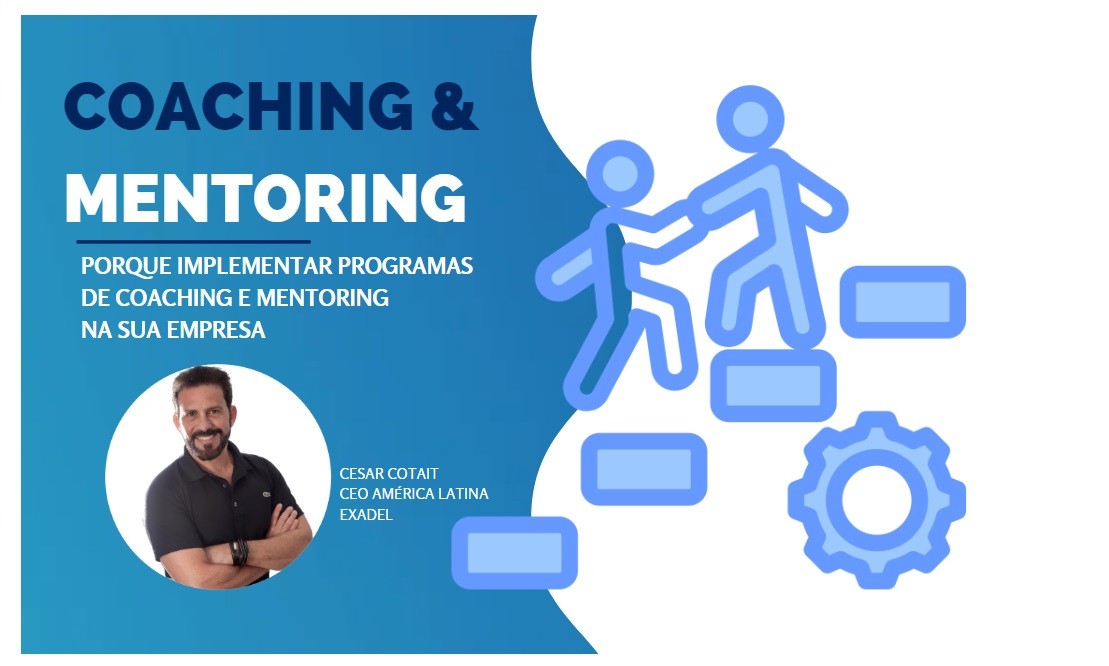 COACHING &
MENTORING
PORQUE IMPLEMENTAR PROGRAMAS
DE COACHING E MENTORING
NA SUA EMPRESA
CESAR COTAIT
CEO AMÉRICA LATINA
EXADEL